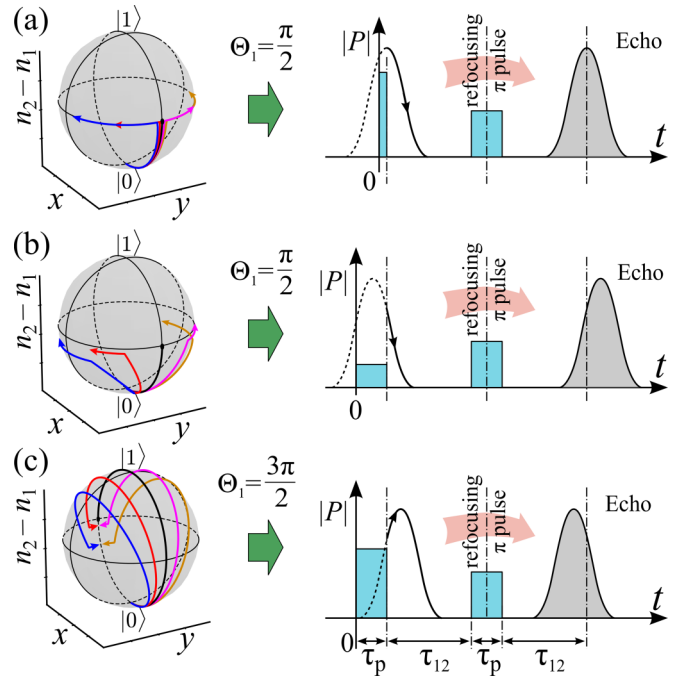 (a)
|1⟩
n₂ − n₁
x
y
|0⟩
Θ₁ = π/2
|P|
0
refocusing
π pulse
Echo
t
(b)
|1⟩
n₂ − n₁
x
y
|0⟩
Θ₁ = π/2
|P|
0
refocusing
π pulse
Echo
t
(c)
|1⟩
n₂ − n₁
x
y
|0⟩
Θ₁ = 3π/2
|P|
0
refocusing
π pulse
Echo
t
τₚ τ₁₂ τₚ τ₁₂